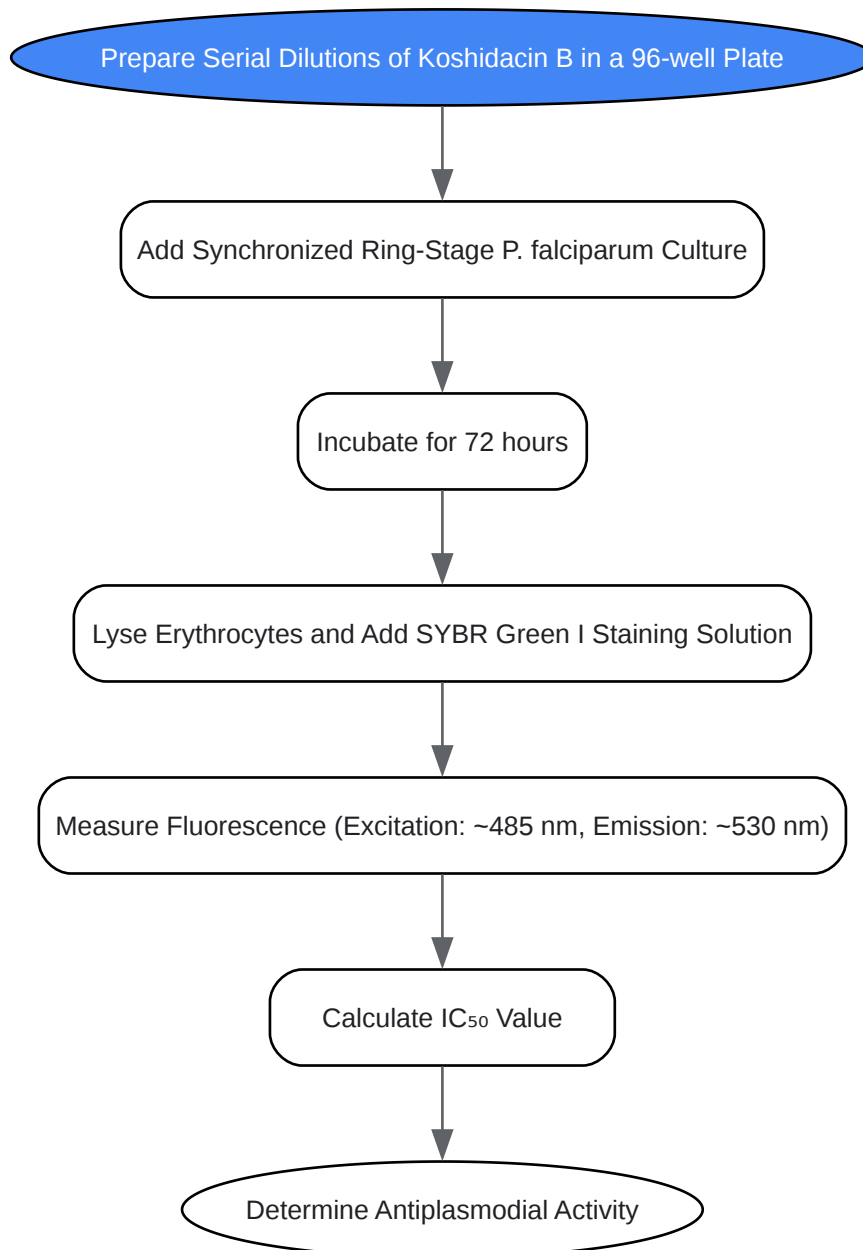 Prepare Serial Dilutions of Koshidacin B in a 96-well Plate
Add Synchronized Ring-Stage P. falciparum Culture
Incubate for 72 hours
Lyse Erythrocytes and Add SYBR Green I Staining Solution
Measure Fluorescence (Excitation: ~485 nm, Emission: ~530 nm)
Calculate IC₅₀ Value
Determine Antiplasmodial Activity